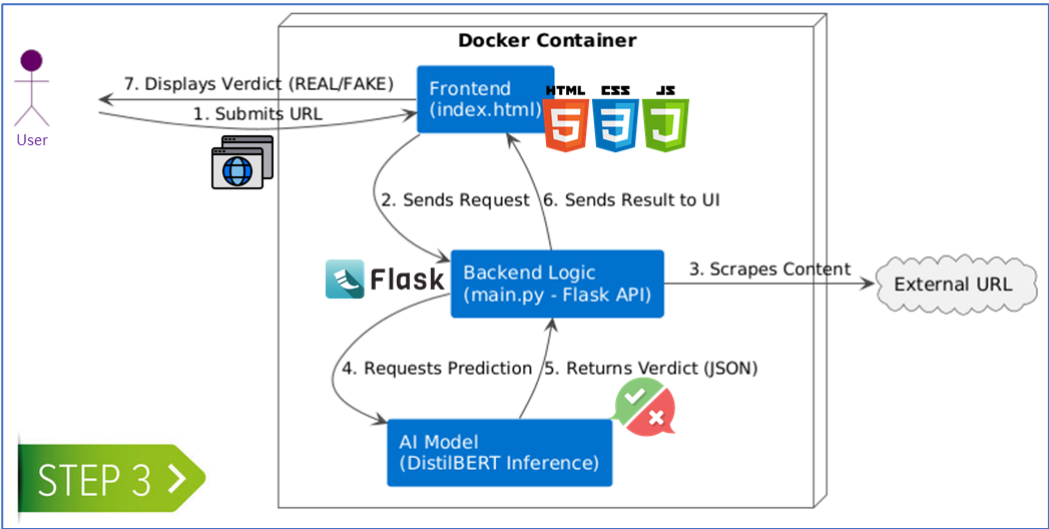 Docker Container
7. Displays Verdict (REAL/FAKE)
1. Submits URL
User
Frontend
(index.html)
HTML
5
CSS
3
JS
2. Sends Request
6. Sends Result to UI
Flask
Backend Logic
(main.py - Flask API)
3. Scrapes Content
External URL
4. Requests Prediction
5. Returns Verdict (JSON)
AI Model
(DistilBERT Inference)
STEP 3